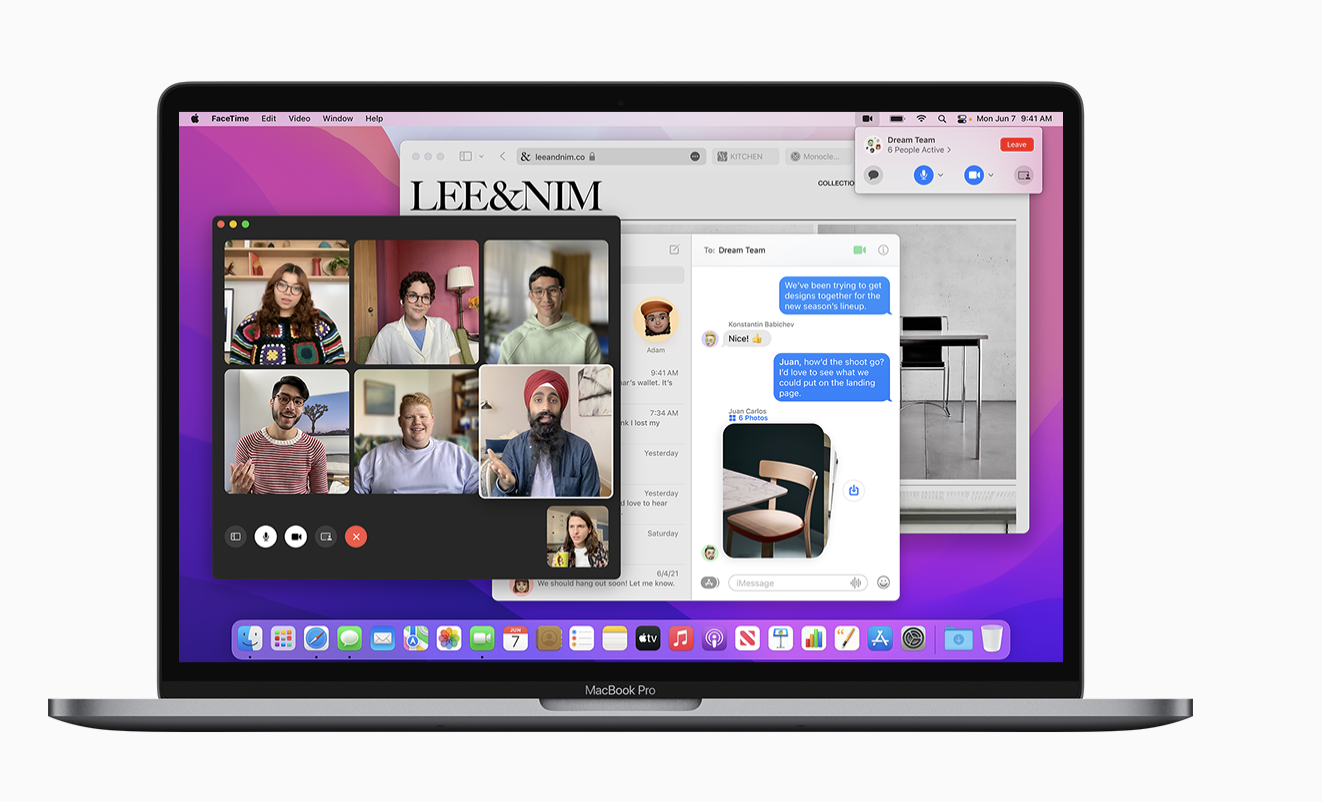 FaceTime Edit Video Window Help
Mon Jun 7 9:41 AM
Dream Team
6 People Active >
Leave
leeandnim.co
KITCHEN
Monocle...
LEE&NIM
COLLECTIO
To: Dream Team
We've been trying to get
designs together for the
new season's lineup.
Konstantin Babichev
Nice! 👍
Juan, how'd the shoot go?
I'd love to see what we
could put on the landing
page.
Juan Carlos
6 Photos
iMessage
Adam
9:41 AM
ar's wallet. It's
7:34 AM
nk I lost my
Yesterday
Yesterday
d love to hear
Saturday
6/4/21
We should hang out soon! Let me know.
JUN
7
tv
MacBook Pro